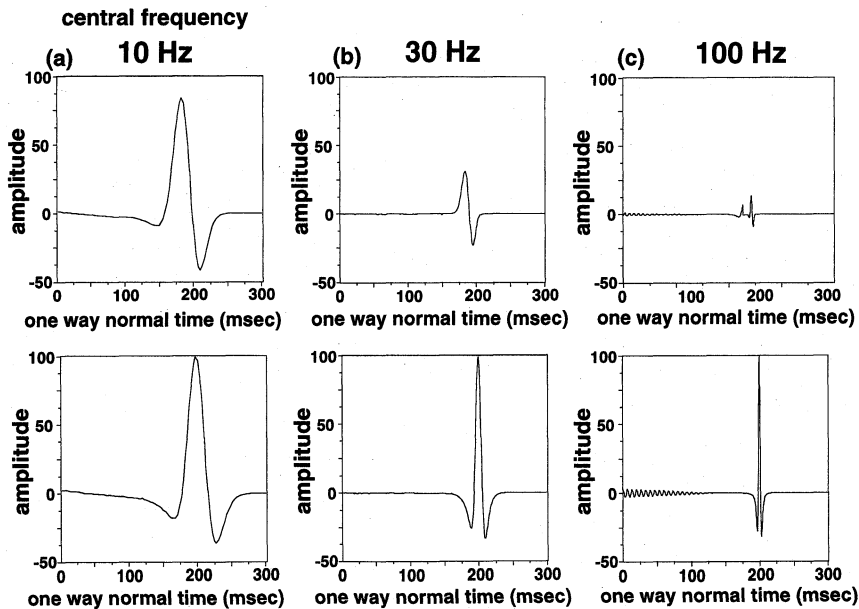 central frequency
(a) 10 Hz (b) 30 Hz (c) 100 Hz
100 100 100
50 50 50
0 0 0
-50 -50 -50
amplitude amplitude amplitude
0 100 200 300 0 100 200 300 0 100 200 300
one way normal time (msec) one way normal time (msec) one way normal time (msec)
100 100 100
50 50 50
0 0 0
-50 -50 -50
amplitude amplitude amplitude
0 100 200 300 0 100 200 300 0 100 200 300
one way normal time (msec) one way normal time (msec) one way normal time (msec)